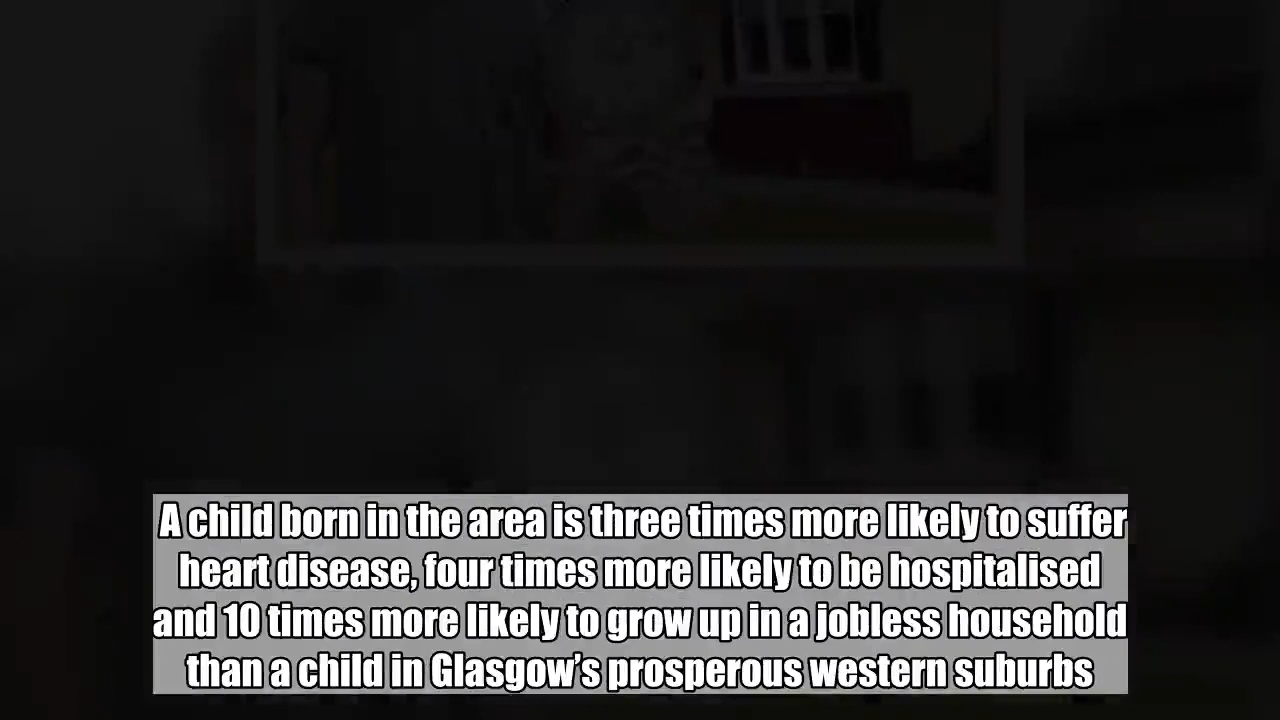 A child born in the area is three times more likely to suffer
heart disease, four times more likely to be hospitalised
and 10 times more likely to grow up in a jobless household
than a child in Glasgow’s prosperous western suburbs